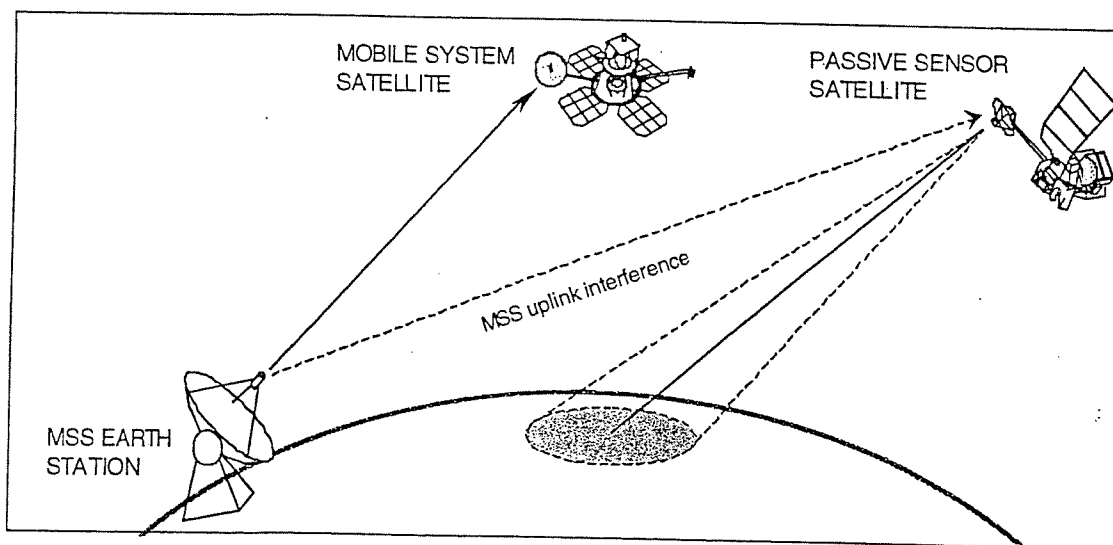 MOBILE SYSTEM
SATELLITE
PASSIVE SENSOR
SATELLITE
MSS uplink interference
MSS EARTH
STATION